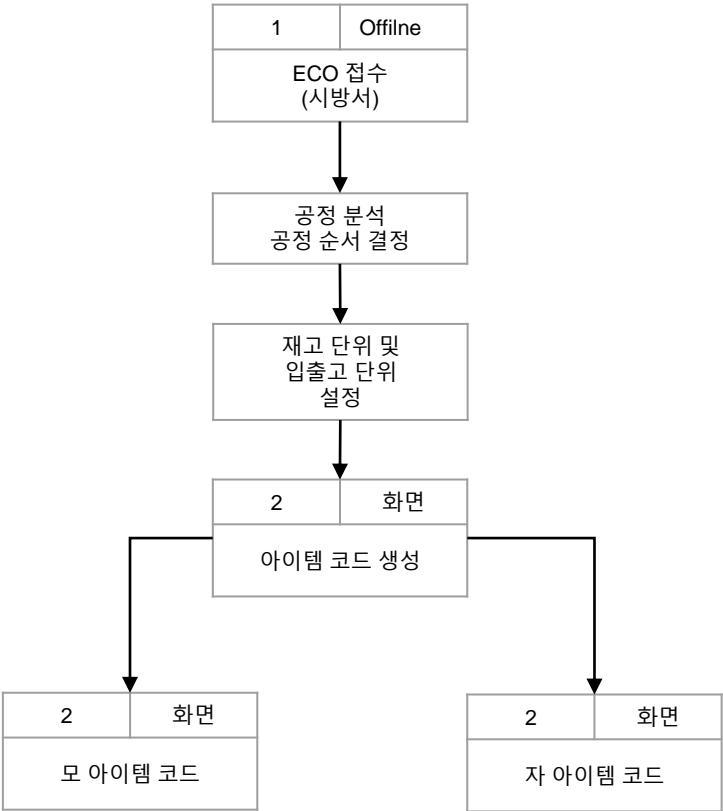 1 Offilne
ECO 접수
(시방서)
공정 분석
공정 순서 결정
재고 단위 및
입출고 단위
설정
2 화면
아이템 코드 생성
2 화면
모 아이템 코드
2 화면
자 아이템 코드